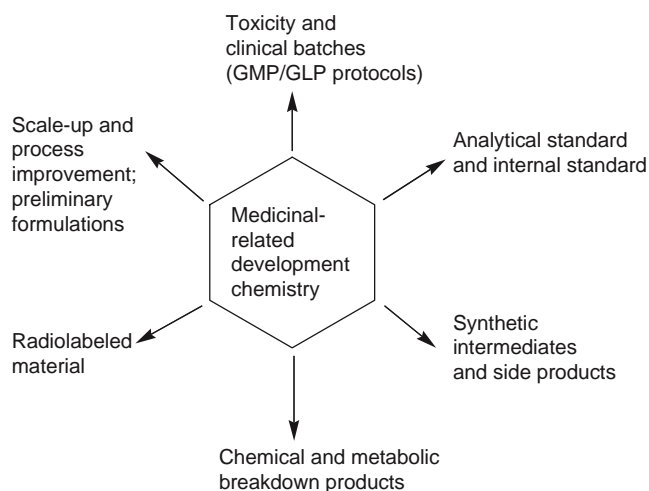 Toxicity and
clinical batches
(GMP/GLP protocols)
Scale-up and
process
improvement;
preliminary
formulations
Analytical standard
and internal standard
Medicinal-
related
development
chemistry
Radiolabeled
material
Synthetic
intermediates
and side products
Chemical and metabolic
breakdown products